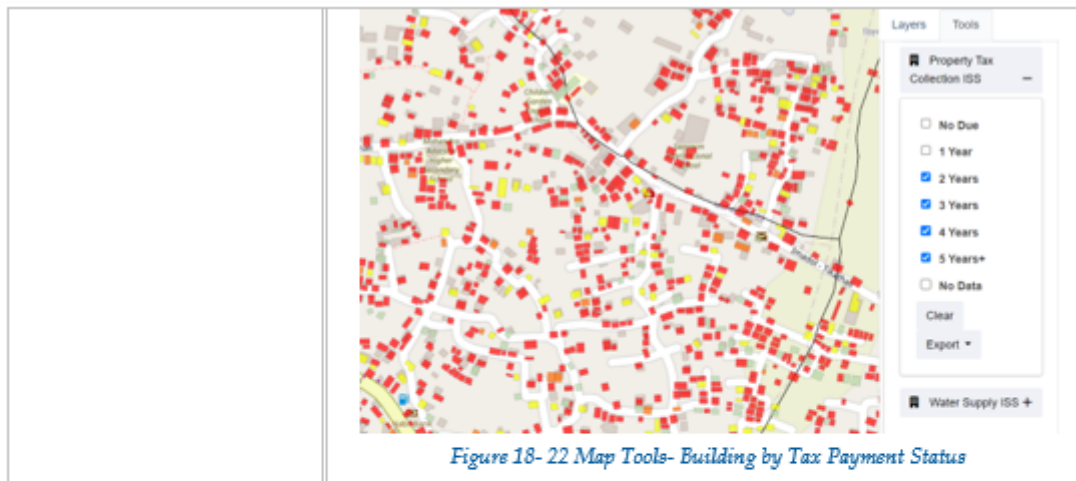 Layers Tools
Property Tax
Collection ISS −
No Due
1 Year
2 Years
3 Years
4 Years
5 Years+
No Data
Clear
Export
Water Supply ISS +
Figure 18- 22 Map Tools- Building by Tax Payment Status